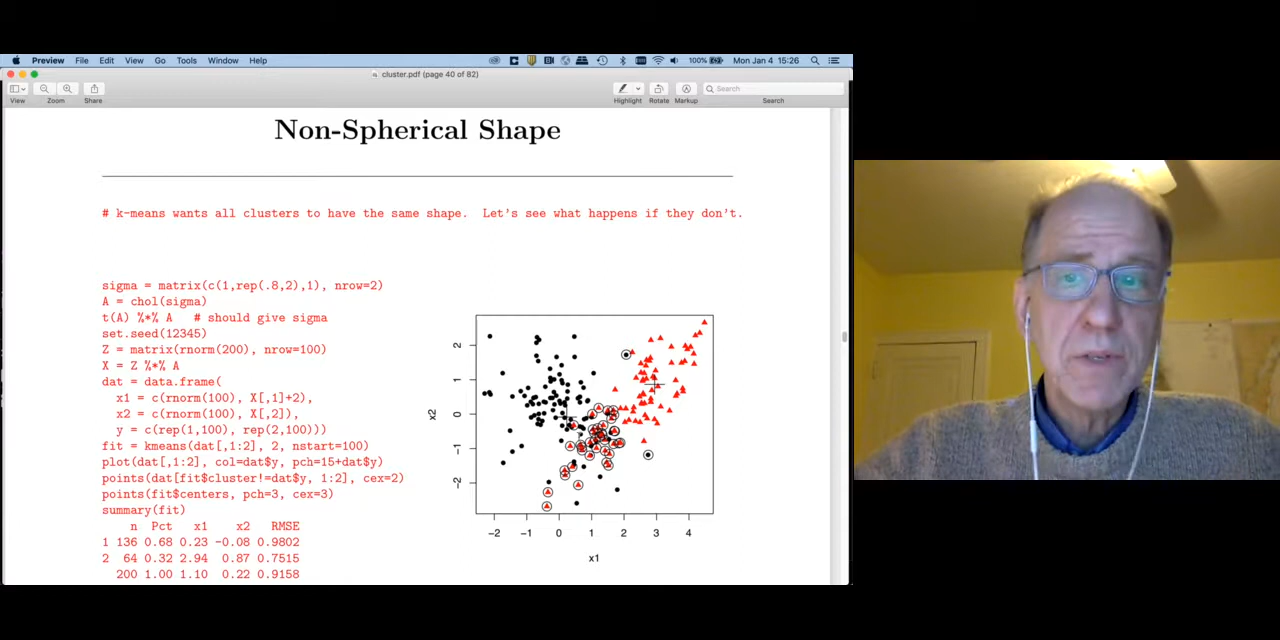 Preview File Edit View Go Tools Window Help 100% Mon Jan 4 15:26
cluster.pdf (page 40 of 82)
View Zoom Share Highlight Rotate Markup Search
Search
Non-Spherical Shape
# k-means wants all clusters to have the same shape. Let's see what happens if they don't.
sigma = matrix(c(1,rep(.8,2),1), nrow=2)
A = chol(sigma)
t(A) %*% A # should give sigma
set.seed(12345)
Z = matrix(rnorm(200), nrow=100)
X = Z %*% A
dat = data.frame(
x1 = c(rnorm(100), X[,1]+2),
x2 = c(rnorm(100), X[,2]),
y = c(rep(1,100), rep(2,100)))
fit = kmeans(dat[,1:2], 2, nstart=100)
plot(dat[,1:2], col=dat$y, pch=15+dat$y)
points(dat[fit$cluster!=dat$y, 1:2], cex=2)
points(fit$centers, pch=3, cex=3)
summary(fit)
n Pct x1 x2 RMSE
1 136 0.68 0.23 -0.08 0.9802
2 64 0.32 2.94 0.87 0.7515
200 1.00 1.10 0.22 0.9158
x2
2
1
0
−1
−2
−2 −1 0 1 2 3 4
x1